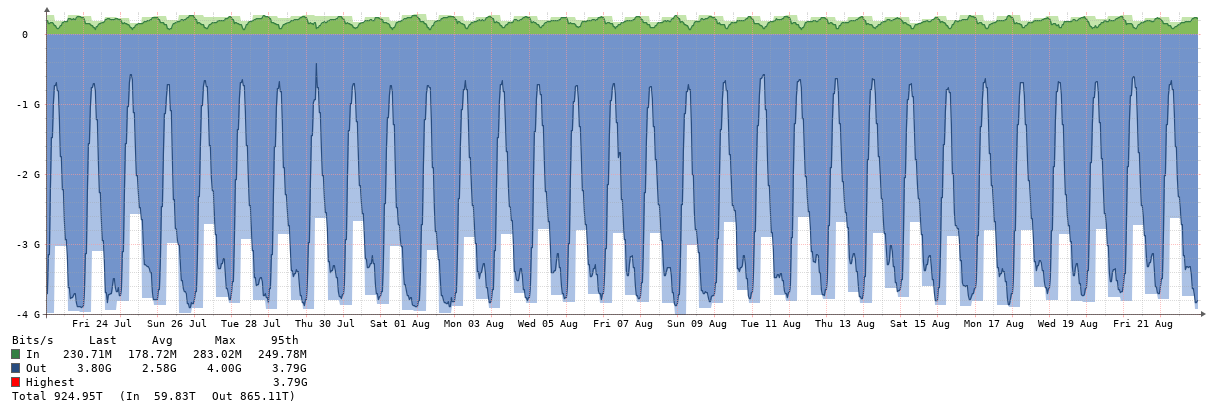 0
-1 G
-2 G
-3 G
-4 G
Fri 24 Jul Sun 26 Jul Tue 28 Jul Thu 30 Jul Sat 01 Aug Mon 03 Aug Wed 05 Aug Fri 07 Aug Sun 09 Aug Tue 11 Aug Thu 13 Aug Sat 15 Aug Mon 17 Aug Wed 19 Aug Fri 21 Aug
Bits/s Last Avg Max 95th
In 230.71M 178.72M 283.02M 249.78M
Out 3.80G 2.58G 4.00G 3.79G
Highest 3.79G
Total 924.95T (In 59.83T Out 865.11T)